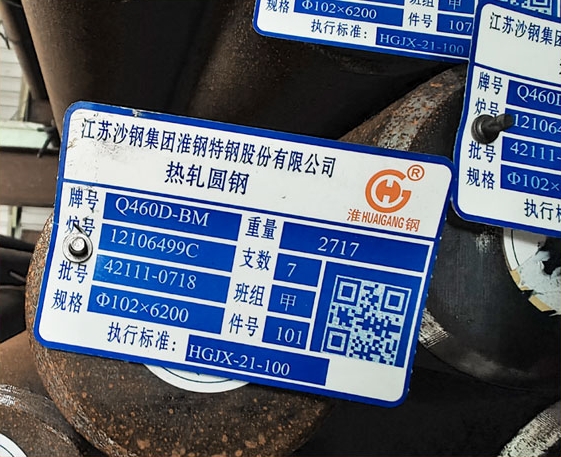 规格 Φ102×6200 班组
件号 107
执行标准: HGJX-21-100
江苏沙钢集团
牌号 Q460D
炉号 121064
批号 42111-
规格 Φ102×
执行标
江苏沙钢集团淮钢特钢股份有限公司
热轧圆钢
®
淮HUAIGANG钢
牌号 Q460D-BM 重量 2717
炉号 12106499C 支数 7
批号 42111-0718 班组 甲
规格 Φ102×6200 件号 101
执行标准: HGJX-21-100